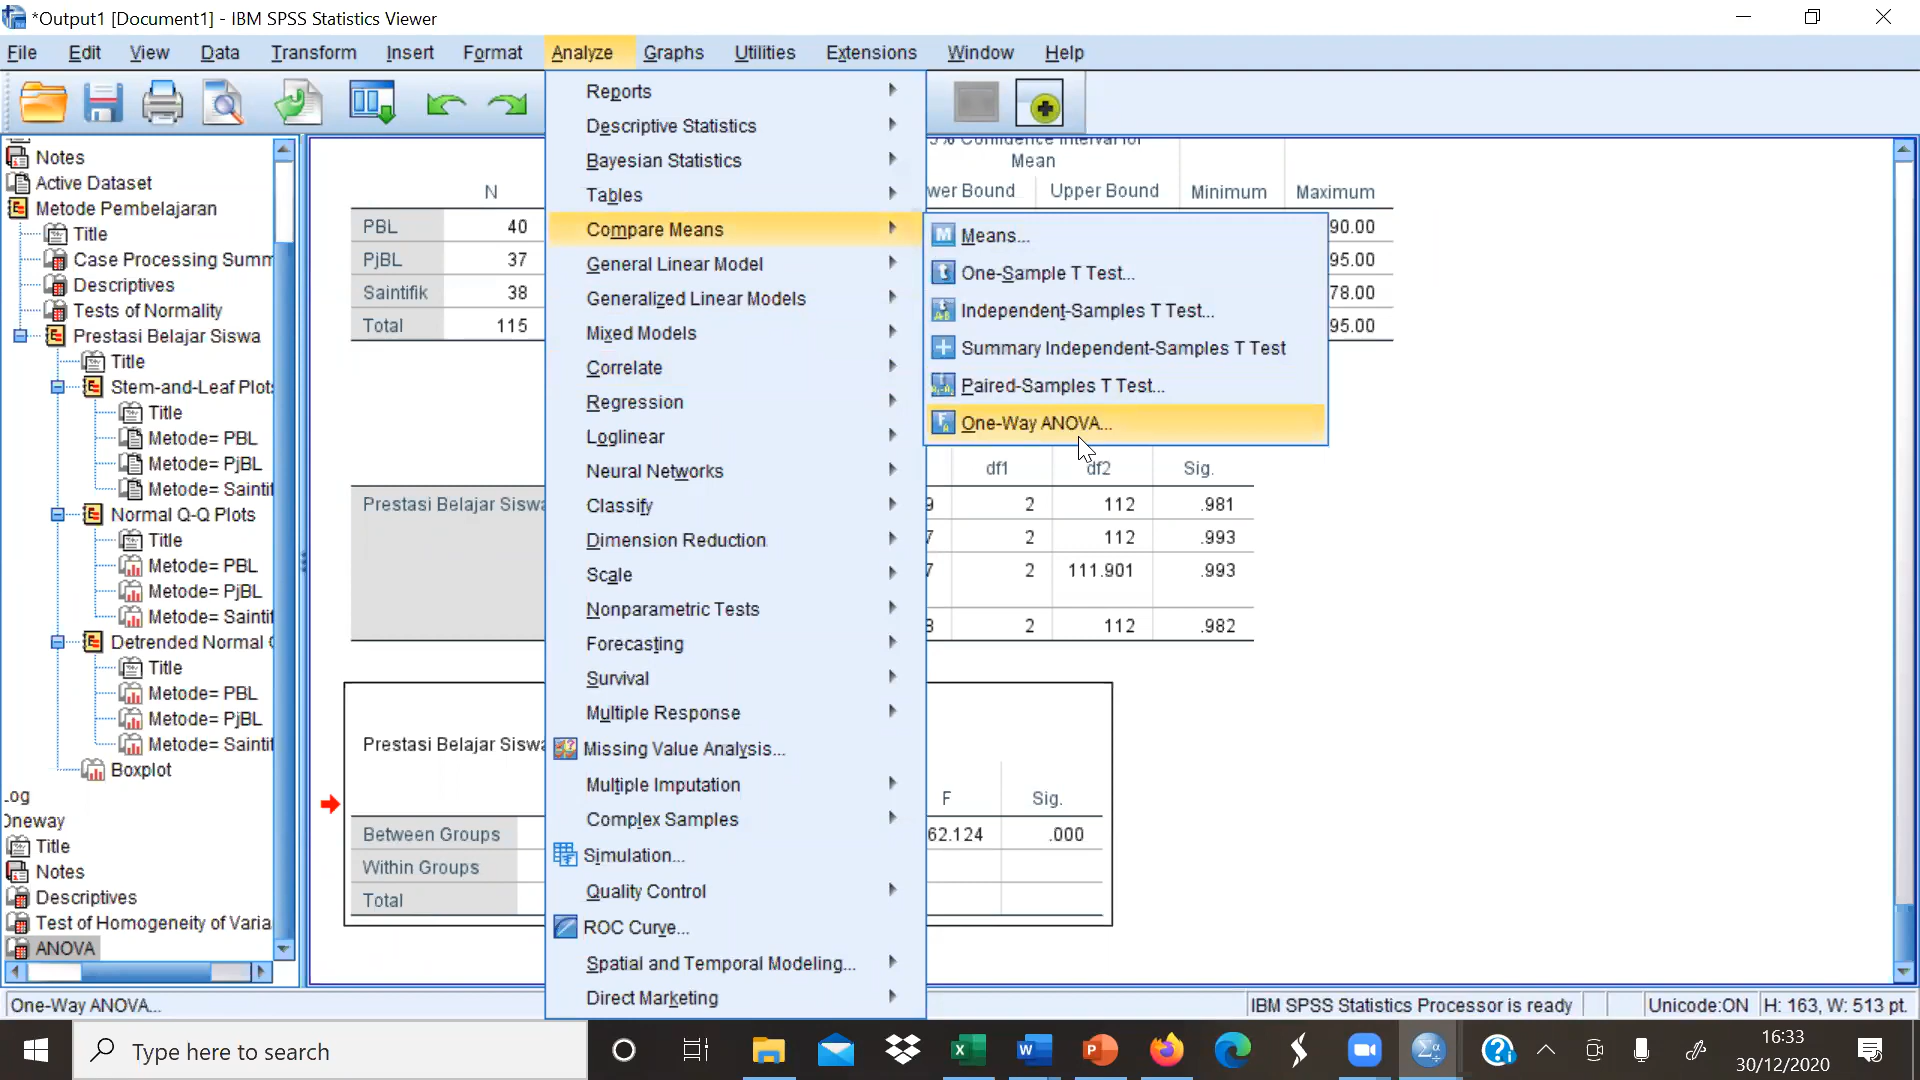 *Output1 [Document1] - IBM SPSS Statistics Viewer
File Edit View Data Transform Insert Format Analyze Graphs Utilities Extensions Window Help
Notes
Active Dataset
Metode Pembelajaran
Title
Case Processing Summ
Descriptives
Tests of Normality
Prestasi Belajar Siswa
Title
Stem-and-Leaf Plots
Title
Metode= PBL
Metode= PjBL
Metode= Saintif
Normal Q-Q Plots
Title
Metode= PBL
Metode= PjBL
Metode= Saintif
Detrended Normal
Title
Metode= PBL
Metode= PjBL
Metode= Saintif
Boxplot
Log
Oneway
Title
Notes
Descriptives
Test of Homogeneity of Varia
ANOVA
Confidence Interval for
Mean
N wer Bound Upper Bound Minimum Maximum
PBL 40 90.00
PjBL 37 95.00
Saintifik 38 78.00
Total 115 95.00
Reports
Descriptive Statistics
Bayesian Statistics
Tables
Compare Means
General Linear Model
Generalized Linear Models
Mixed Models
Correlate
Regression
Loglinear
Neural Networks
Classify
Dimension Reduction
Scale
Nonparametric Tests
Forecasting
Survival
Multiple Response
Missing Value Analysis...
Multiple Imputation
Complex Samples
Simulation...
Quality Control
ROC Curve...
Spatial and Temporal Modeling...
Direct Marketing
Means...
One-Sample T Test...
Independent-Samples T Test...
Summary Independent-Samples T Test
Paired-Samples T Test...
One-Way ANOVA...
df1 df2 Sig.
Prestasi Belajar Siswa 9 2 112 .981
7 2 112 .993
7 2 111.901 .993
8 2 112 .982
Prestasi Belajar Siswa
F Sig.
Between Groups 62.124 .000
Within Groups
Total
One-Way ANOVA... IBM SPSS Statistics Processor is ready Unicode:ON H: 163, W: 513 pt.
Type here to search
16:33
30/12/2020